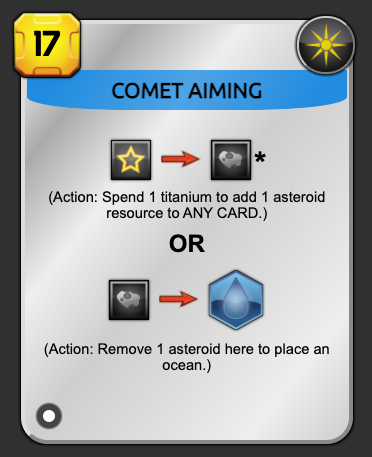 17
COMET AIMING
*
(Action: Spend 1 titanium to add 1 asteroid
resource to ANY CARD.)
OR
(Action: Remove 1 asteroid here to place an
ocean.)